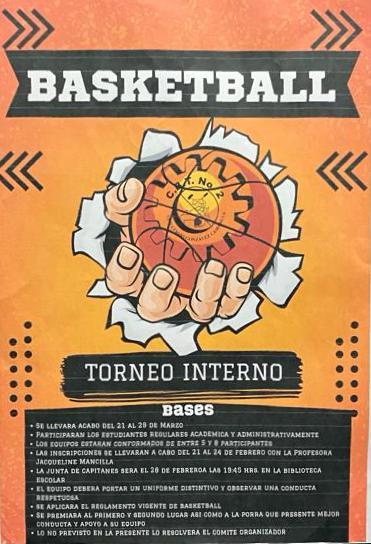 BASKETBALL
C.E.T. No. 2
TORNEO INTERNO
BASES
• SE LLEVARA ACABO DEL 21 AL 29 DE MARZO
• PARTICIPARAN LOS ESTUDIANTES REGULARES ACADEMICA Y ADMINISTRATIVAMENTE
• LOS EQUIPOS ESTARAN CONFORMADOS DE ENTRE 5 Y 8 PARTICIPANTES
• LAS INSCRIPCIONES SE LLEVARAN A CABO DEL 21 AL 24 DE FEBRERO CON LA PROFESORA
JACQUELINE MANCILLA
• LA JUNTA DE CAPITANES SERA EL 28 DE FEBREROA LAS 19:45 HRS. EN LA BIBLIOTECA
ESCOLAR
• EL EQUIPO DEBERA PORTAR UN UNIFORME DISTINTIVO Y OBSERVAR UNA CONDUCTA
RESPETUOSA
• SE APLICARA EL REGLAMENTO VIGENTE DE BASKETBALL
• SE PREMIARA AL PRIMERO Y SEGUNDO LUGAR ASI COMO A LA PORRA QUE PRESENTE MEJOR
CONDUCTA Y APOYO A SU EQUIPO
• LO NO PREVISTO EN LA PRESENTE LO RESOLVERA EL COMITE ORGANIZADOR